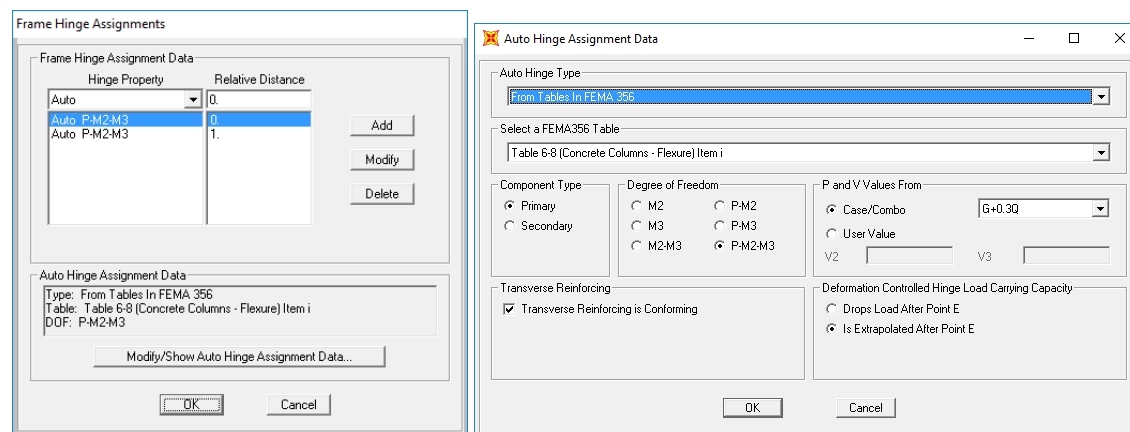 Frame Hinge Assignments
Frame Hinge Assignment Data
Hinge Property Relative Distance
Auto 0.
Auto P-M2-M3 0.
Auto P-M2-M3 1.
Add
Modify
Delete
Auto Hinge Assignment Data
Type: From Tables In FEMA 356
Table: Table 6-8 (Concrete Columns - Flexure) Item i
DOF: P-M2-M3
Modify/Show Auto Hinge Assignment Data...
OK Cancel
Auto Hinge Assignment Data
Auto Hinge Type
From Tables In FEMA 356
Select a FEMA356 Table
Table 6-8 (Concrete Columns - Flexure) Item i
Component Type
Primary
Secondary
Degree of Freedom
M2 P-M2
M3 P-M3
M2-M3 P-M2-M3
P and V Values From
Case/Combo G+0.3Q
User Value
V2 V3
Transverse Reinforcing
Transverse Reinforcing is Conforming
Deformation Controlled Hinge Load Carrying Capacity
Drops Load After Point E
Is Extrapolated After Point E
OK Cancel